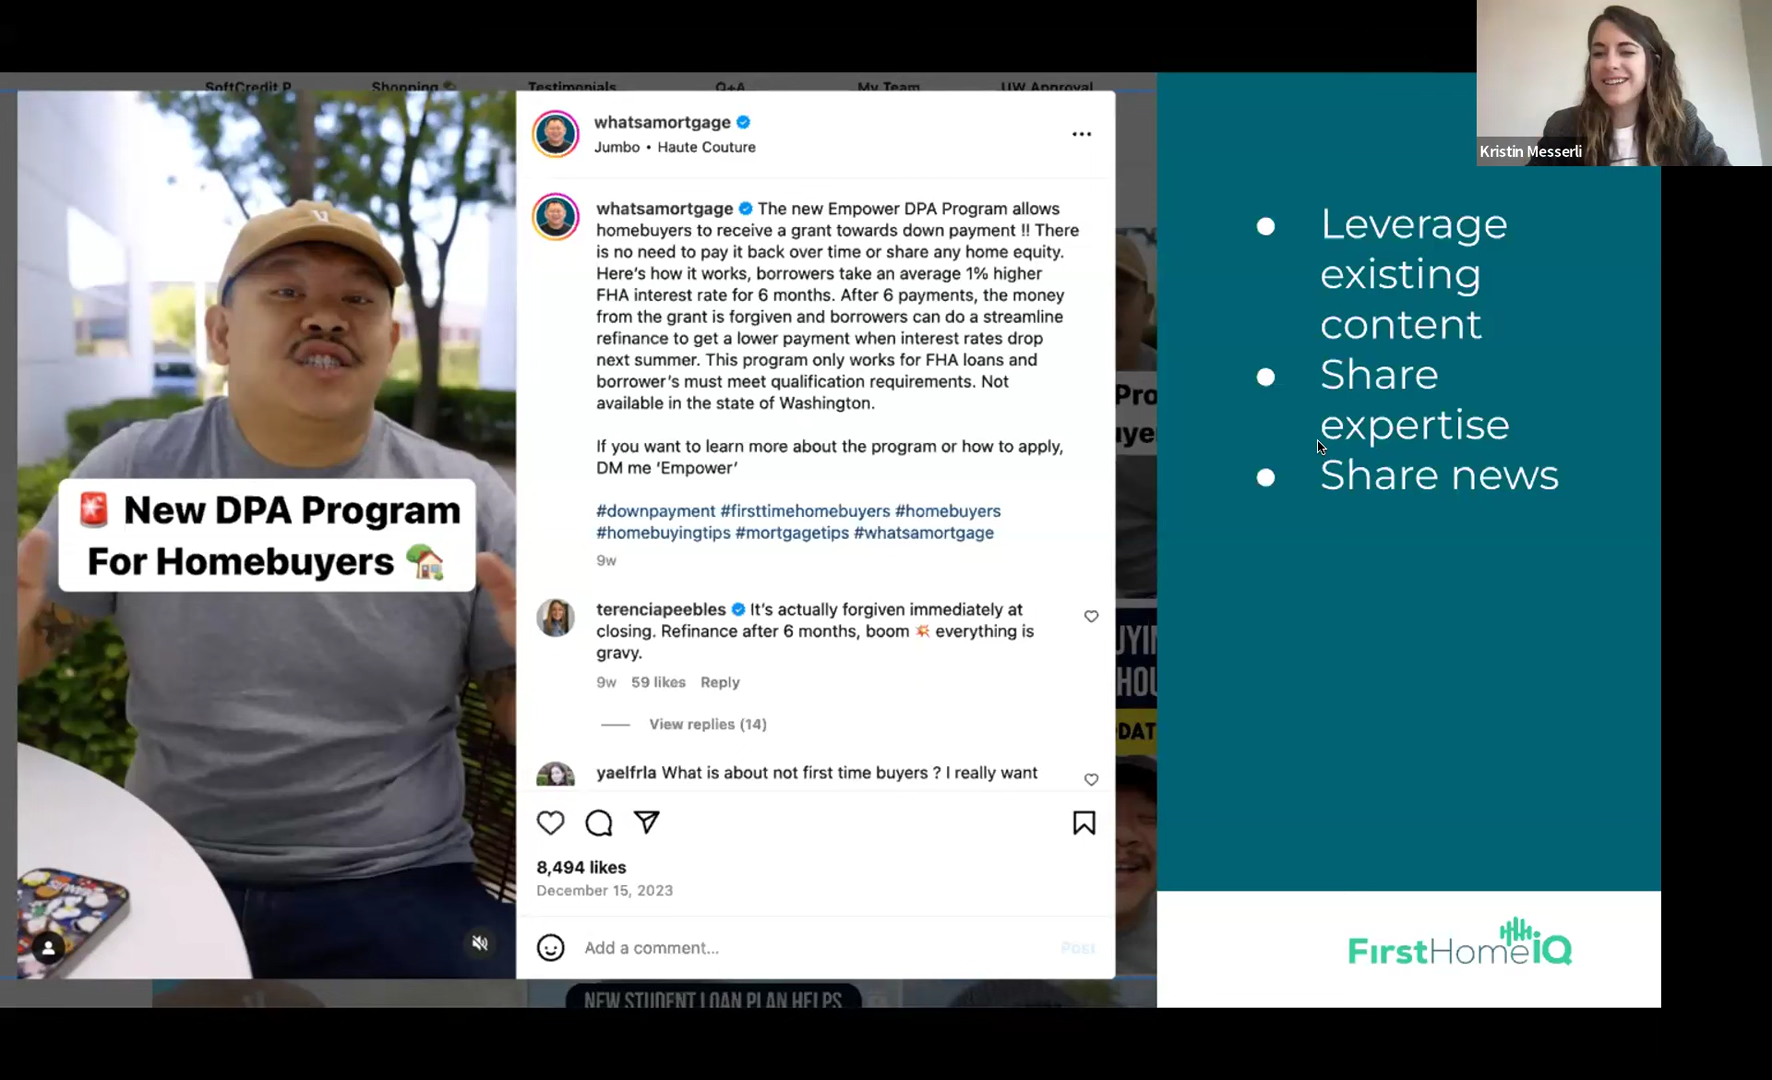 SoftCredit P
Shopping
Testimonials
Q+A
My Team
UW Approval
Kristin Messerli
whatsamortgage
Jumbo • Haute Couture
whatsamortgage The new Empower DPA Program allows
homebuyers to receive a grant towards down payment !! There
is no need to pay it back over time or share any home equity.
Here's how it works, borrowers take an average 1% higher
FHA interest rate for 6 months. After 6 payments, the money
from the grant is forgiven and borrowers can do a streamline
refinance to get a lower payment when interest rates drop
next summer. This program only works for FHA loans and
borrower's must meet qualification requirements. Not
available in the state of Washington.
If you want to learn more about the program or how to apply,
DM me 'Empower'
#downpayment #firsttimehomebuyers #homebuyers
#homebuyingtips #mortgagetips #whatsamortgage
9w
terenciapeebles It's actually forgiven immediately at
closing. Refinance after 6 months, boom 💥 everything is
gravy.
9w 59 likes Reply
View replies (14)
yaelfrla What is about not first time buyers ? I really want
8,494 likes
December 15, 2023
Add a comment...
Post
🚨 New DPA Program
For Homebuyers 🏡
NEW STUDENT LOAN PLAN HELPS
• Leverage
existing
content
• Share
expertise
• Share news
FirstHomeIQ